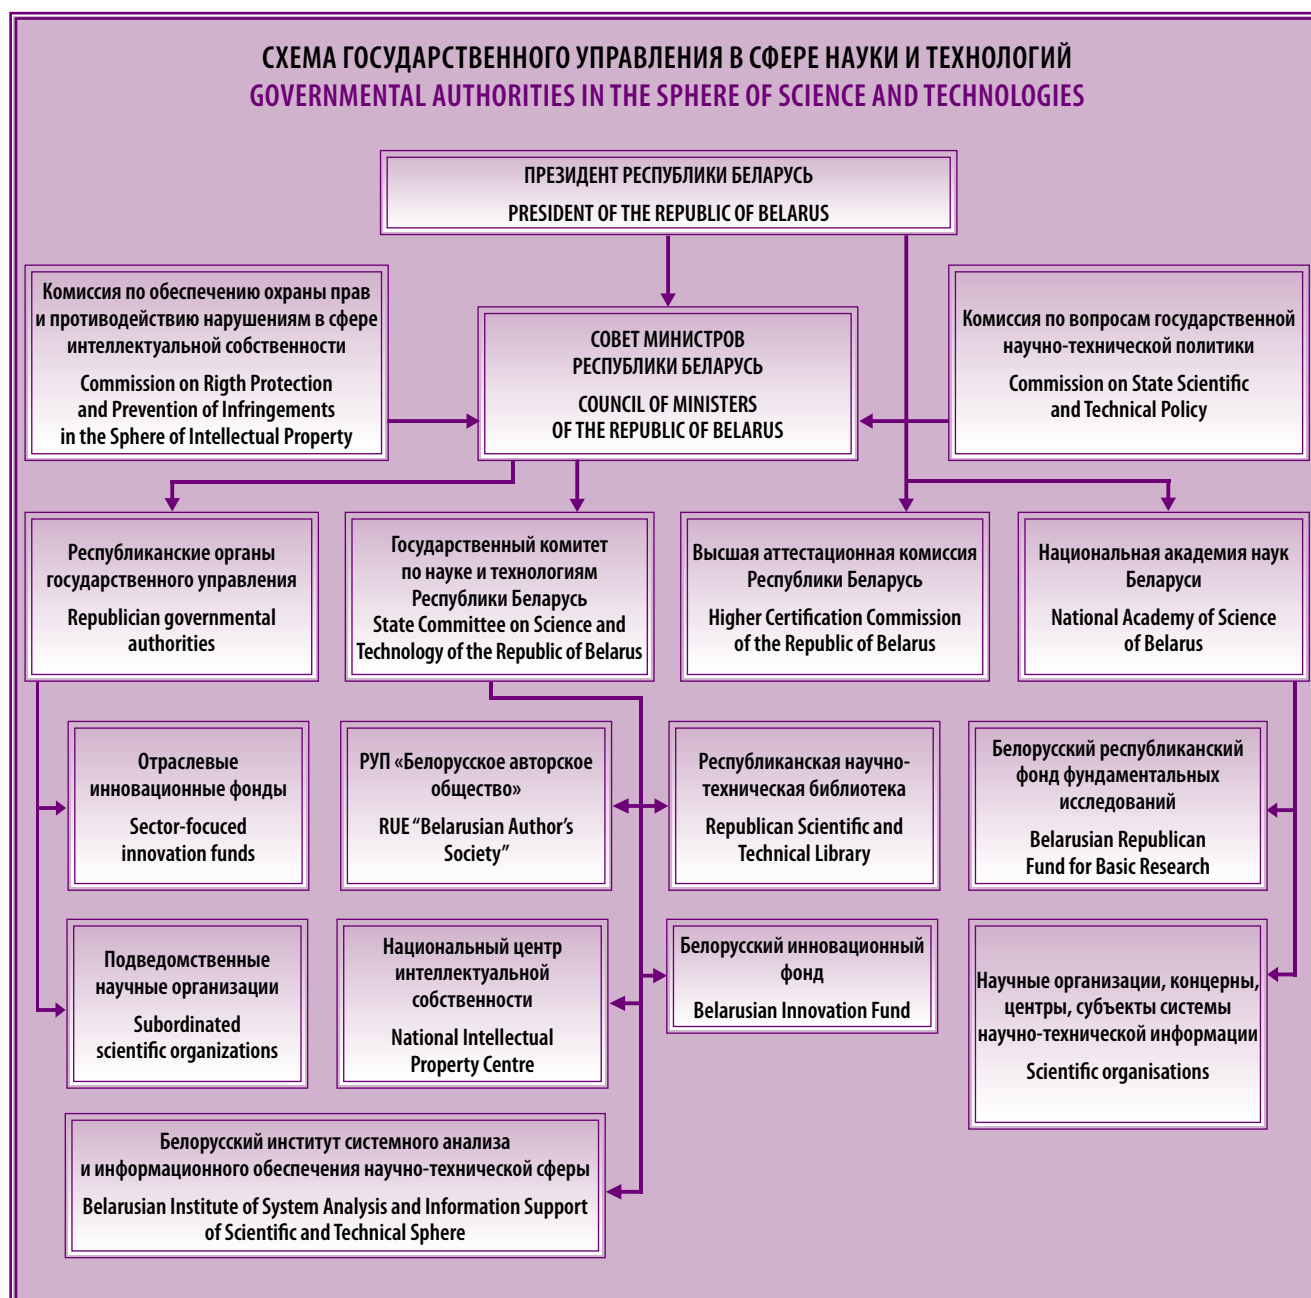 СХЕМА ГОСУДАРСТВЕННОГО УПРАВЛЕНИЯ В СФЕРЕ НАУКИ И ТЕХНОЛОГИЙ
GOVERNMENTAL AUTHORITIES IN THE SPHERE OF SCIENCE AND TECHNOLOGIES
ПРЕЗИДЕНТ РЕСПУБЛИКИ БЕЛАРУСЬ
PRESIDENT OF THE REPUBLIC OF BELARUS
Комиссия по обеспечению охраны прав
и противодействию нарушениям в сфере
интеллектуальной собственности
Commission on Rigth Protection
and Prevention of Infringements
in the Sphere of Intellectual Property
СОВЕТ МИНИСТРОВ
РЕСПУБЛИКИ БЕЛАРУСЬ
COUNCIL OF MINISTERS
OF THE REPUBLIC OF BELARUS
Комиссия по вопросам государственной
научно-технической политики
Commission on State Scientific
and Technical Policy
Республиканские органы
государственного управления
Republician governmental
authorities
Государственный комитет
по науке и технологиям
Республики Беларусь
State Committee on Science and
Technology of the Republic of Belarus
Высшая аттестационная комиссия
Республики Беларусь
Higher Certification Commission
of the Republic of Belarus
Национальная академия наук
Беларуси
National Academy of Science
of Belarus
Отраслевые
инновационные фонды
Sector-focuced
innovation funds
РУП «Белорусское авторское
общество»
RUE “Belarusian Author’s
Society”
Республиканская научно-
техническая библиотека
Republican Scientific and
Technical Library
Белорусский республиканский
фонд фундаментальных
исследований
Belarusian Republican
Fund for Basic Research
Подведомственные
научные организации
Subordinated
scientific organizations
Национальный центр
интеллектуальной
собственности
National Intellectual
Property Centre
Белорусский инновационный
фонд
Belarusian Innovation Fund
Научные организации, концерны,
центры, субъекты системы
научно-технической информации
Scientific organisations
Белорусский институт системного анализа
и информационного обеспечения научно-технической сферы
Belarusian Institute of System Analysis and Information Support
of Scientific and Technical Sphere